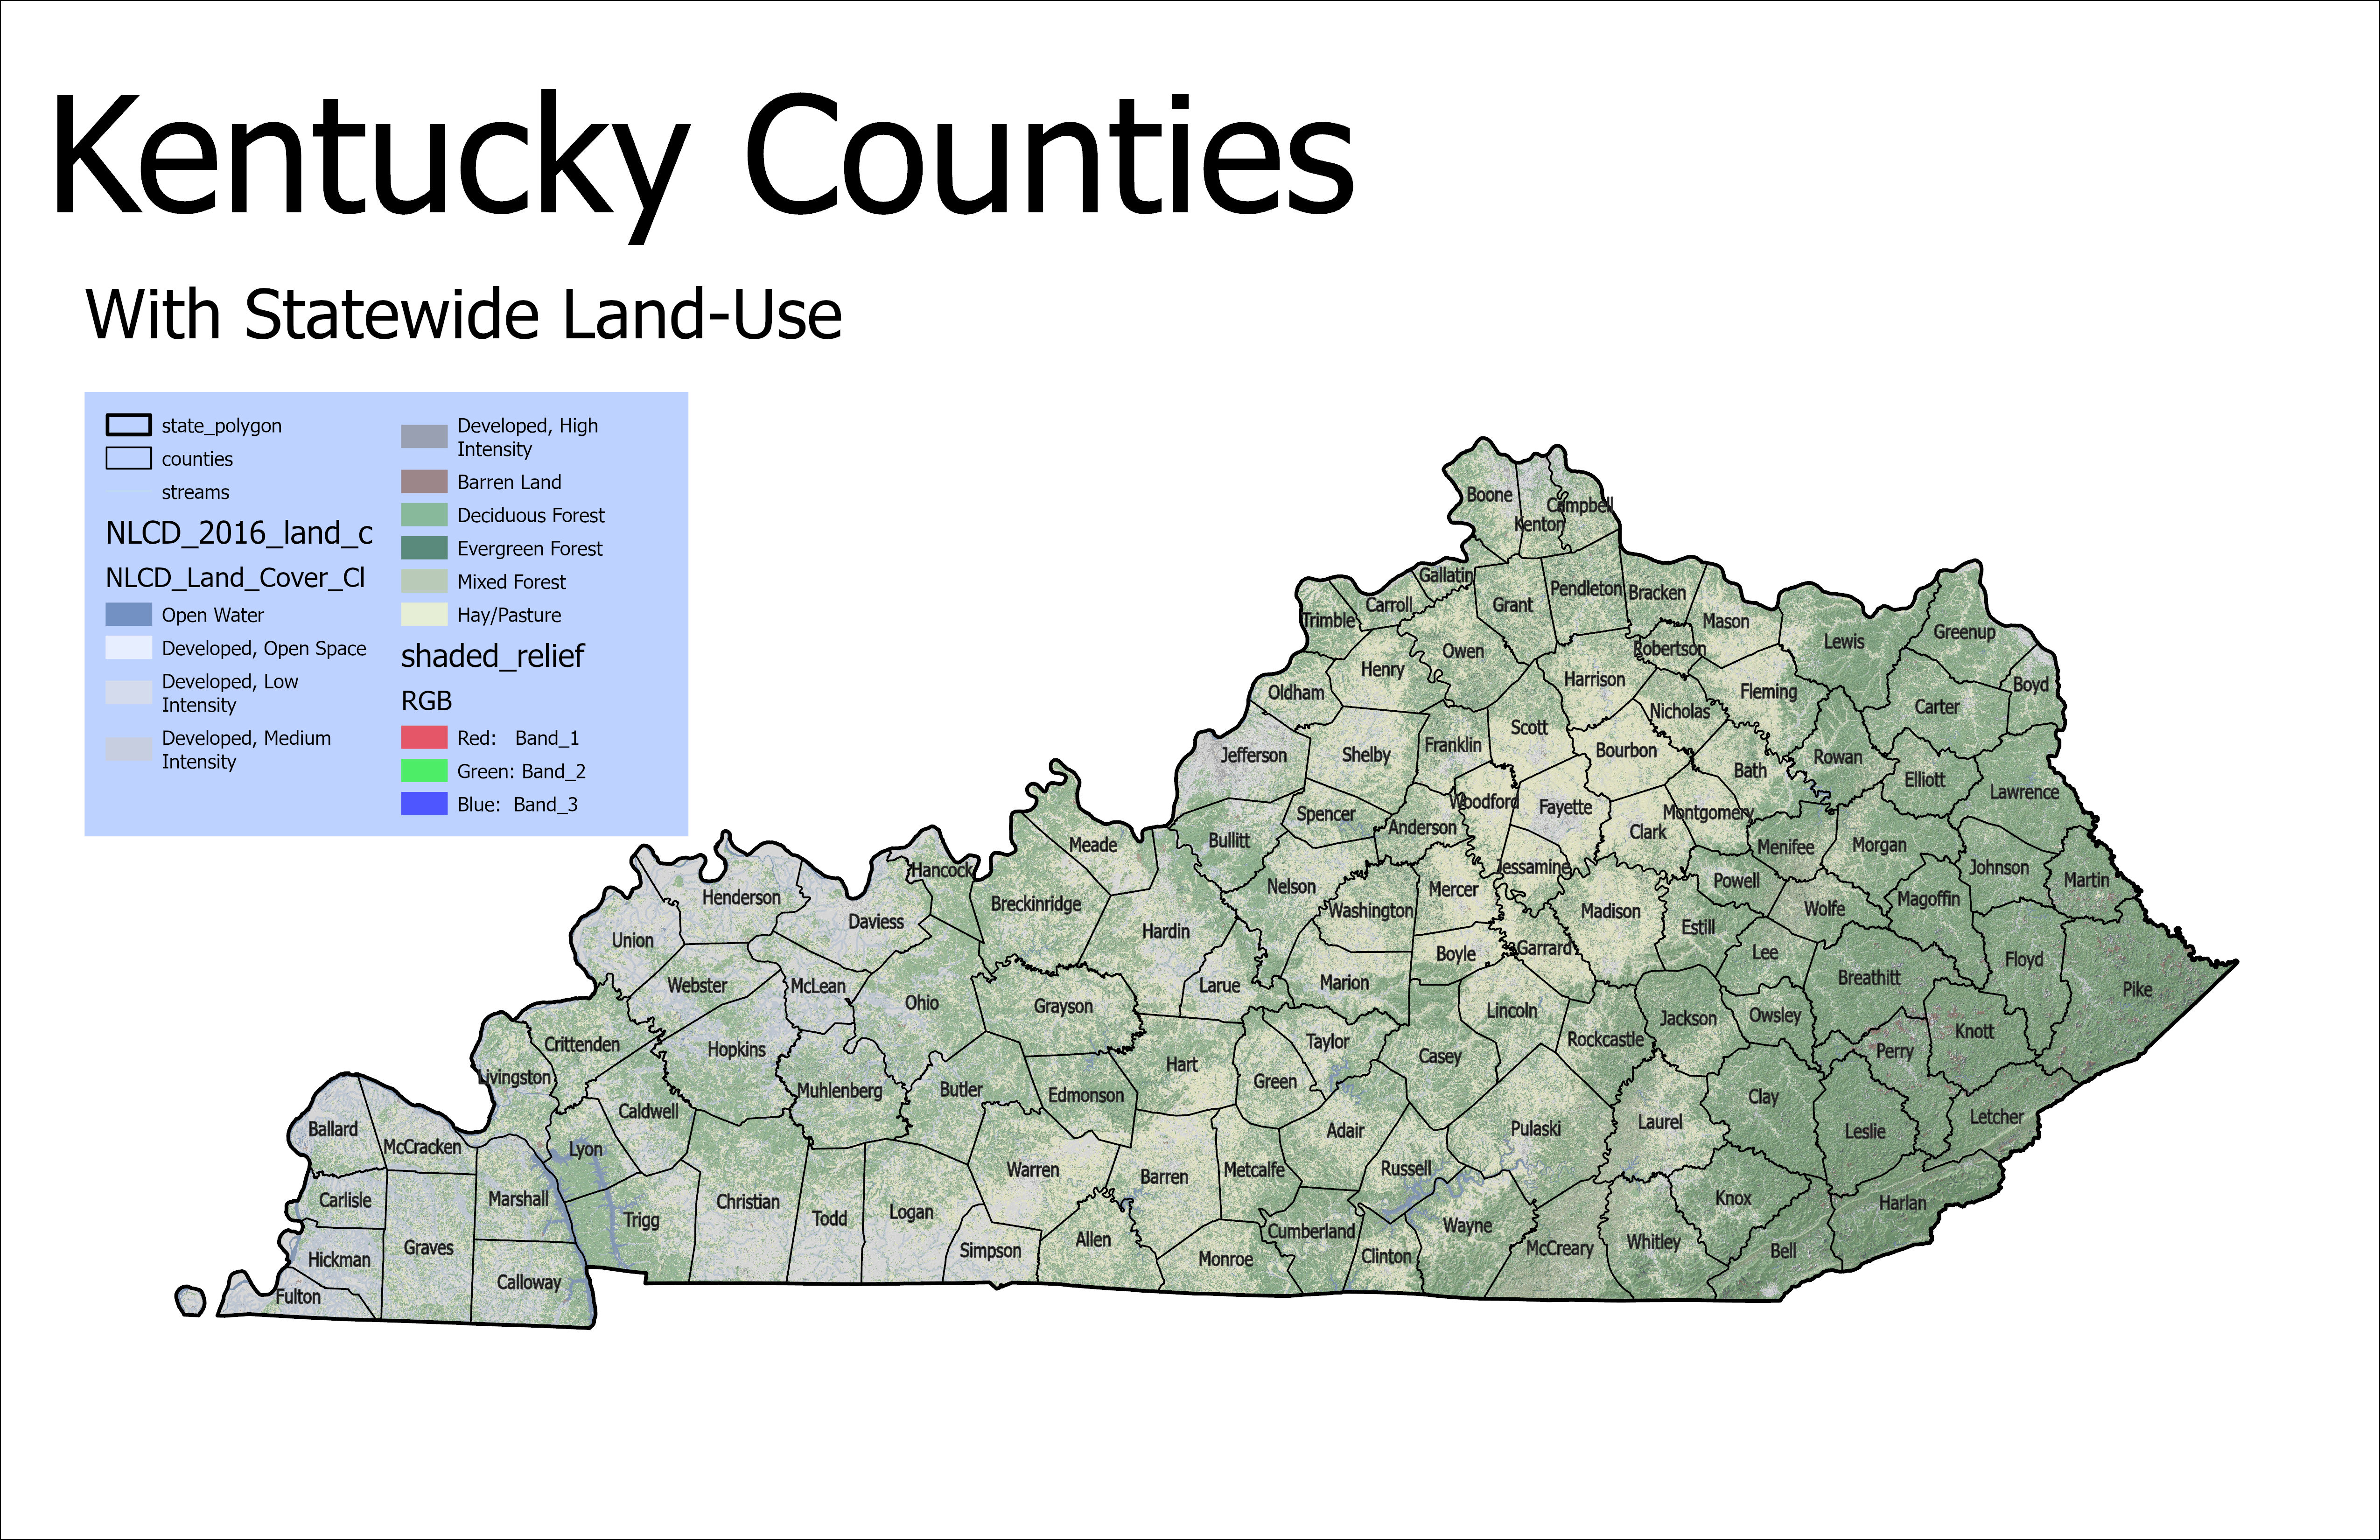 Kentucky Counties
With Statewide Land-Use
state_polygon
counties
streams
NLCD_2016_land_c
NLCD_Land_Cover_Cl
Open Water
Developed, Open Space
Developed, Low
Intensity
Developed, Medium
Intensity
Developed, High
Intensity
Barren Land
Deciduous Forest
Evergreen Forest
Mixed Forest
Hay/Pasture
shaded_relief
RGB
Red: Band_1
Green: Band_2
Blue: Band_3
Boone
Campbell
Kenton
Gallatin
Carroll
Trimble
Grant
Pendleton
Bracken
Mason
Lewis
Greenup
Owen
Robertson
Henry
Harrison
Oldham
Fleming
Boyd
Carter
Nicholas
Scott
Franklin
Bourbon
Jefferson
Shelby
Rowan
Bath
Elliott
Lawrence
Woodford
Fayette
Spencer
Montgomery
Anderson
Clark
Bullitt
Meade
Menifee
Morgan
Johnson
Hancock
Jessamine
Powell
Martin
Nelson
Mercer
Henderson
Breckinridge
Magoffin
Washington
Madison
Wolfe
Daviess
Hardin
Estill
Union
Garrard
Boyle
Lee
Floyd
Breathitt
Marion
Webster
McLean
Larue
Pike
Ohio
Grayson
Lincoln
Jackson
Owsley
Knott
Crittenden
Hopkins
Taylor
Rockcastle
Perry
Casey
Hart
Livingston
Green
Muhlenberg
Butler
Edmonson
Clay
Caldwell
Letcher
Laurel
Ballard
Adair
Pulaski
Leslie
McCracken
Lyon
Warren
Metcalfe
Russell
Barren
Carlisle
Marshall
Christian
Knox
Harlan
Logan
Todd
Trigg
Wayne
Cumberland
Allen
Whitley
Graves
McCreary
Simpson
Bell
Clinton
Hickman
Monroe
Calloway
Fulton